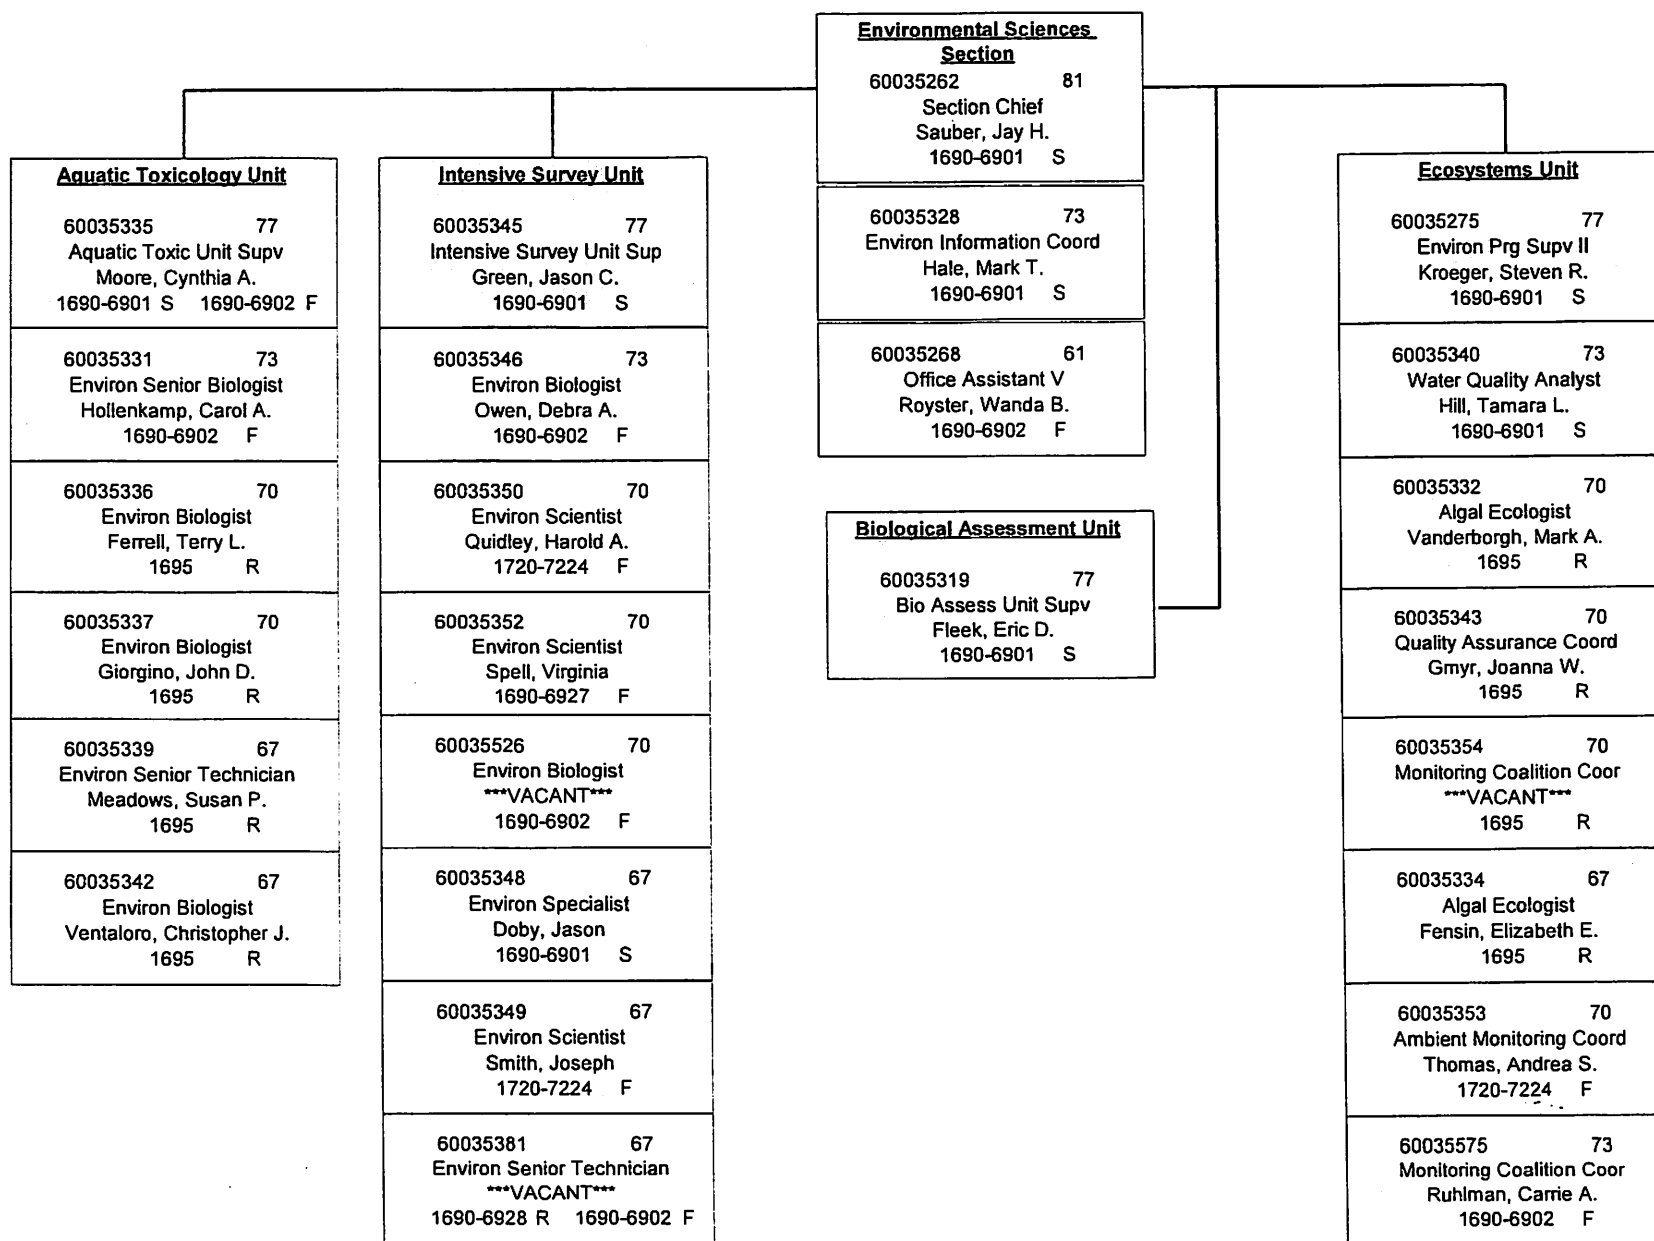 Environmental Sciences
Section
60035262 81
Section Chief
Sauber, Jay H.
1690-6901 S
60035328 73
Environ Information Coord
Hale, Mark T.
1690-6901 S
60035268 61
Office Assistant V
Royster, Wanda B.
1690-6902 F
Aquatic Toxicology Unit
60035335 77
Aquatic Toxic Unit Supv
Moore, Cynthia A.
1690-6901 S 1690-6902 F
60035331 73
Environ Senior Biologist
Hollenkamp, Carol A.
1690-6902 F
60035336 70
Environ Biologist
Ferrell, Terry L.
1695 R
60035337 70
Environ Biologist
Giorgino, John D.
1695 R
60035339 67
Environ Senior Technician
Meadows, Susan P.
1695 R
60035342 67
Environ Biologist
Ventaloro, Christopher J.
1695 R
Intensive Survey Unit
60035345 77
Intensive Survey Unit Sup
Green, Jason C.
1690-6901 S
60035346 73
Environ Biologist
Owen, Debra A.
1690-6902 F
60035350 70
Environ Scientist
Quidley, Harold A.
1720-7224 F
60035352 70
Environ Scientist
Spell, Virginia
1690-6927 F
60035526 70
Environ Biologist
***VACANT***
1690-6902 F
60035348 67
Environ Specialist
Doby, Jason
1690-6901 S
60035349 67
Environ Scientist
Smith, Joseph
1720-7224 F
60035381 67
Environ Senior Technician
***VACANT***
1690-6928 R 1690-6902 F
Biological Assessment Unit
60035319 77
Bio Assess Unit Supv
Fleek, Eric D.
1690-6901 S
Ecosystems Unit
60035275 77
Environ Prg Supv II
Kroeger, Steven R.
1690-6901 S
60035340 73
Water Quality Analyst
Hill, Tamara L.
1690-6901 S
60035332 70
Algal Ecologist
Vanderborgh, Mark A.
1695 R
60035343 70
Quality Assurance Coord
Gmyr, Joanna W.
1695 R
60035354 70
Monitoring Coalition Coor
***VACANT***
1695 R
60035334 67
Algal Ecologist
Fensin, Elizabeth E.
1695 R
60035353 70
Ambient Monitoring Coord
Thomas, Andrea S.
1720-7224 F
60035575 73
Monitoring Coalition Coor
Ruhlman, Carrie A.
1690-6902 F